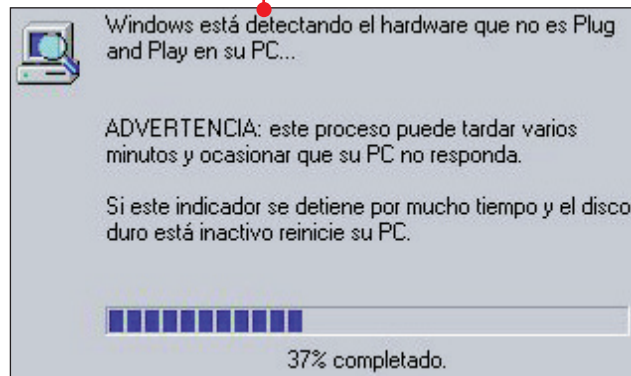 Windows está detectando el hardware que no es Plug
and Play en su PC...
ADVERTENCIA: este proceso puede tardar varios
minutos y ocasionar que su PC no responda.
Si este indicador se detiene por mucho tiempo y el disco
duro está inactivo reinicie su PC.
37% completado.